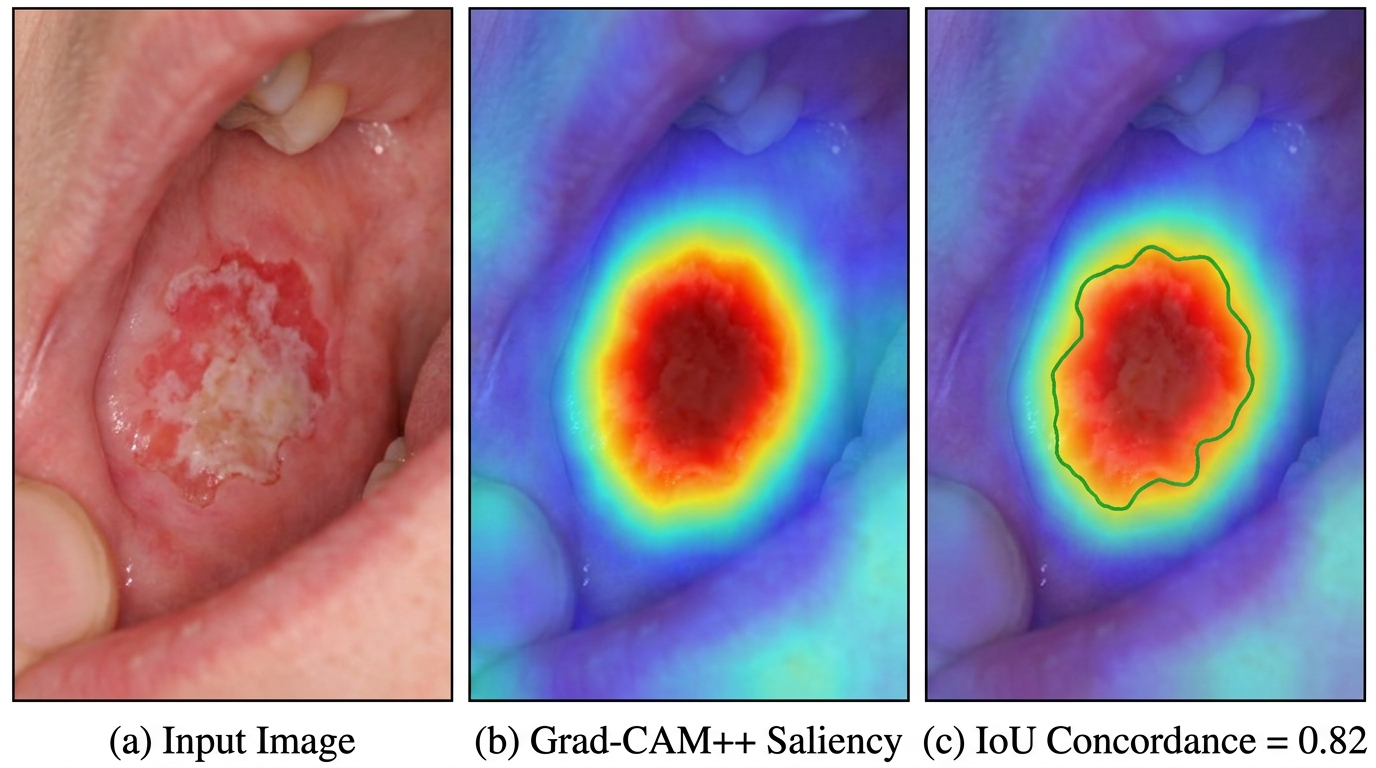 (a) Input Image
(b) Grad-CAM++ Saliency
(c) IoU Concordance = 0.82